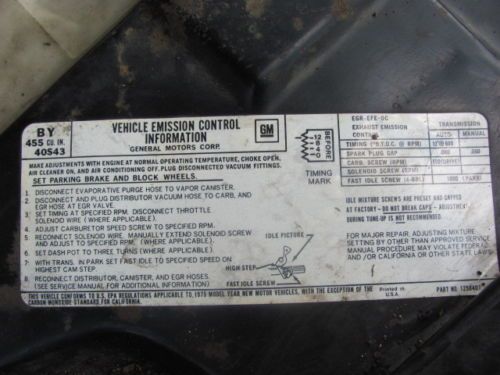 BY
455 CU. IN.
40S43
VEHICLE EMISSION CONTROL
INFORMATION
GENERAL MOTORS CORP.
GM
BEFORE
12
8
4
0
TIMING
MARK
EGR-EFE-OC
EXHAUST EMISSION
CONTROL
TRANSMISSION
AUTO MANUAL
TIMING (°B.T.D.C. @ RPM)
SPARK PLUG GAP
CARB. SCREW (RPM)
SOLENOID SCREW (RPM)
FAST IDLE SCREW
MAKE ADJUSTMENTS WITH ENGINE AT NORMAL OPERATING TEMPERATURE, CHOKE OPEN,
AIR CLEANER ON, AND AIR CONDITIONING OFF. PLUG DISCONNECTED VACUUM FITTINGS.
SET PARKING BRAKE AND BLOCK WHEELS.
1. DISCONNECT EVAPORATIVE PURGE HOSE TO VAPOR CANISTER.
2. DISCONNECT AND PLUG DISTRIBUTOR VACUUM HOSE TO CARB, AND
EGR HOSE AT EGR VALVE.
3. SET TIMING AT SPECIFIED RPM. DISCONNECT THROTTLE
SOLENOID WIRE (WHERE APPLICABLE).
4. ADJUST CARBURETOR SPEED SCREW TO SPECIFIED RPM.
5. RECONNECT SOLENOID WIRE. MANUALLY EXTEND SOLENOID SCREW
AND ADJUST TO SPECIFIED RPM. (WHERE APPLICABLE).
6. SET DASH POT TO THREE TURNS (WHERE APPLICABLE).
7. WITH TRANS. IN PARK SET FAST IDLE TO SPECIFIED SPEED ON
HIGHEST CAM STEP.
8. RECONNECT DISTRIBUTOR, CANISTER, AND EGR HOSES.
(SEE SERVICE MANUAL FOR ADDITIONAL INFORMATION)
IDLE PICTURE
HIGH STEP
FAST IDLE SCREW
IDLE MIXTURE SCREWS ARE PRESET AND CAPPED
AT FACTORY - DO NOT BREAK CAPS - ADJUSTMENT
DURING TUNE-UP IS NOT RECOMMENDED.
FOR MAJOR REPAIR, ADJUSTING MIXTURE
SETTING BY OTHER THAN APPROVED SERVICE
MANUAL PROCEDURE MAY VIOLATE FEDERAL
AND/OR CALIFORNIA OR OTHER STATE LAWS.
THIS VEHICLE CONFORMS TO U.S. EPA REGULATIONS APPLICABLE TO 1976 MODEL YEAR NEW MOTOR VEHICLES, WITH THE EXCEPTION OF THE
CARBON MONOXIDE STANDARD FOR CALIFORNIA.
Printed in
U.S.A.
PART NO.